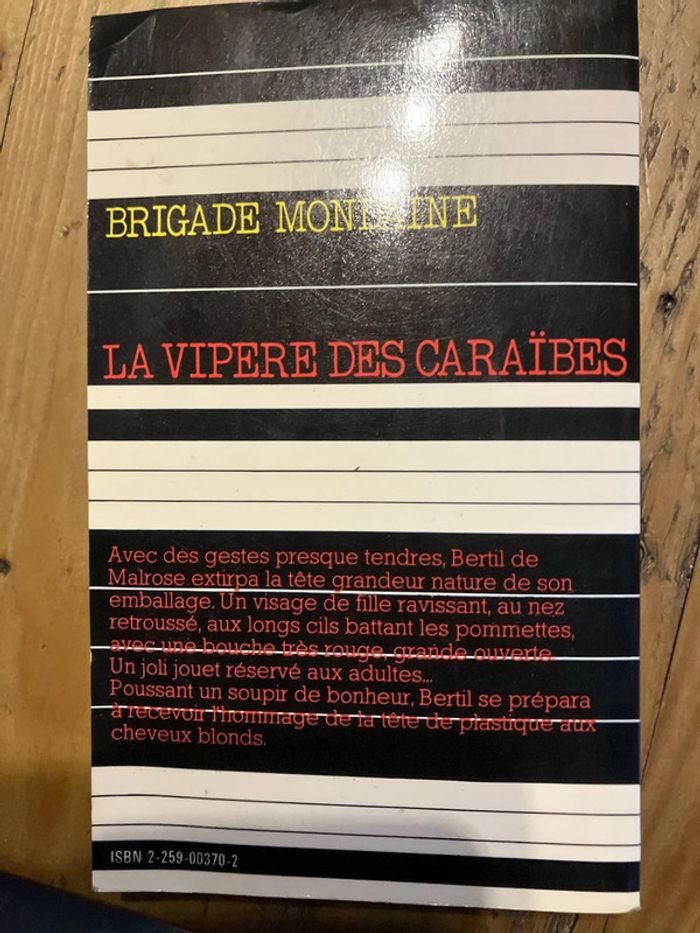 BRIGADE MONDAINE
LA VIPERE DES CARAÏBES
Avec des gestes presque tendres, Bertil de
Malrose extirpa la tête grandeur nature de son
emballage. Un visage de fille ravissant, au nez
retroussé, aux longs cils battant les pommettes,
avec une bouche très rouge, grande ouverte.
Un joli jouet réservé aux adultes...
Poussant un soupir de bonheur, Bertil se prépara
à recevoir l'hommage de la tête de plastique aux
cheveux blonds.
ISBN 2-259-00370-2